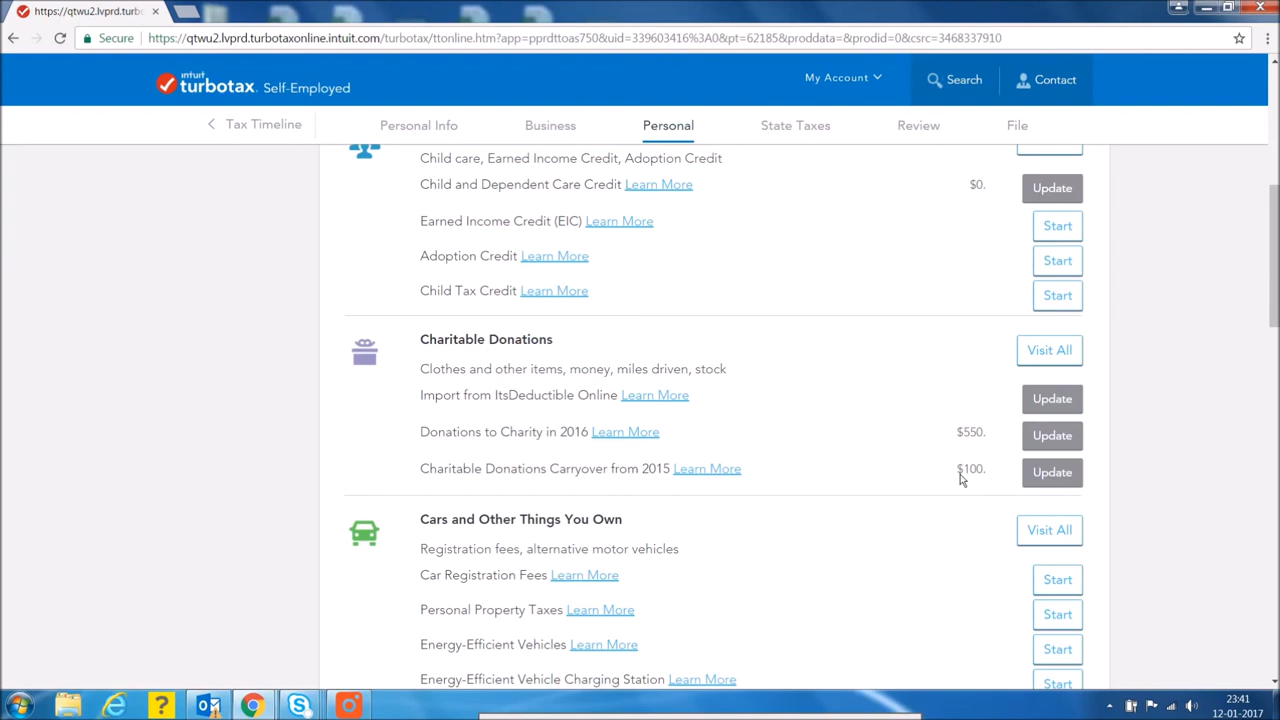 https://qtwu2.lvprd.turb
Secure https://qtwu2.lvprd.turbotaxonline.intuit.com/turbotax/ttonline.htm?app=pprdttoas750&uid=339603416%3A0&pt=62185&proddata=&prodid=0&csrc=3468337910
intuit
turbotax. Self-Employed
My Account
Search
Contact
Tax Timeline
Personal Info
Business
Personal
State Taxes
Review
File
Child care, Earned Income Credit, Adoption Credit
Child and Dependent Care Credit Learn More $0. Update
Earned Income Credit (EIC) Learn More Start
Adoption Credit Learn More Start
Child Tax Credit Learn More Start
Charitable Donations Visit All
Clothes and other items, money, miles driven, stock
Import from ItsDeductible Online Learn More Update
Donations to Charity in 2016 Learn More $550. Update
Charitable Donations Carryover from 2015 Learn More $100. Update
Cars and Other Things You Own Visit All
Registration fees, alternative motor vehicles
Car Registration Fees Learn More Start
Personal Property Taxes Learn More Start
Energy-Efficient Vehicles Learn More Start
Energy-Efficient Vehicle Charging Station Learn More Start
23:41
12-01-2017